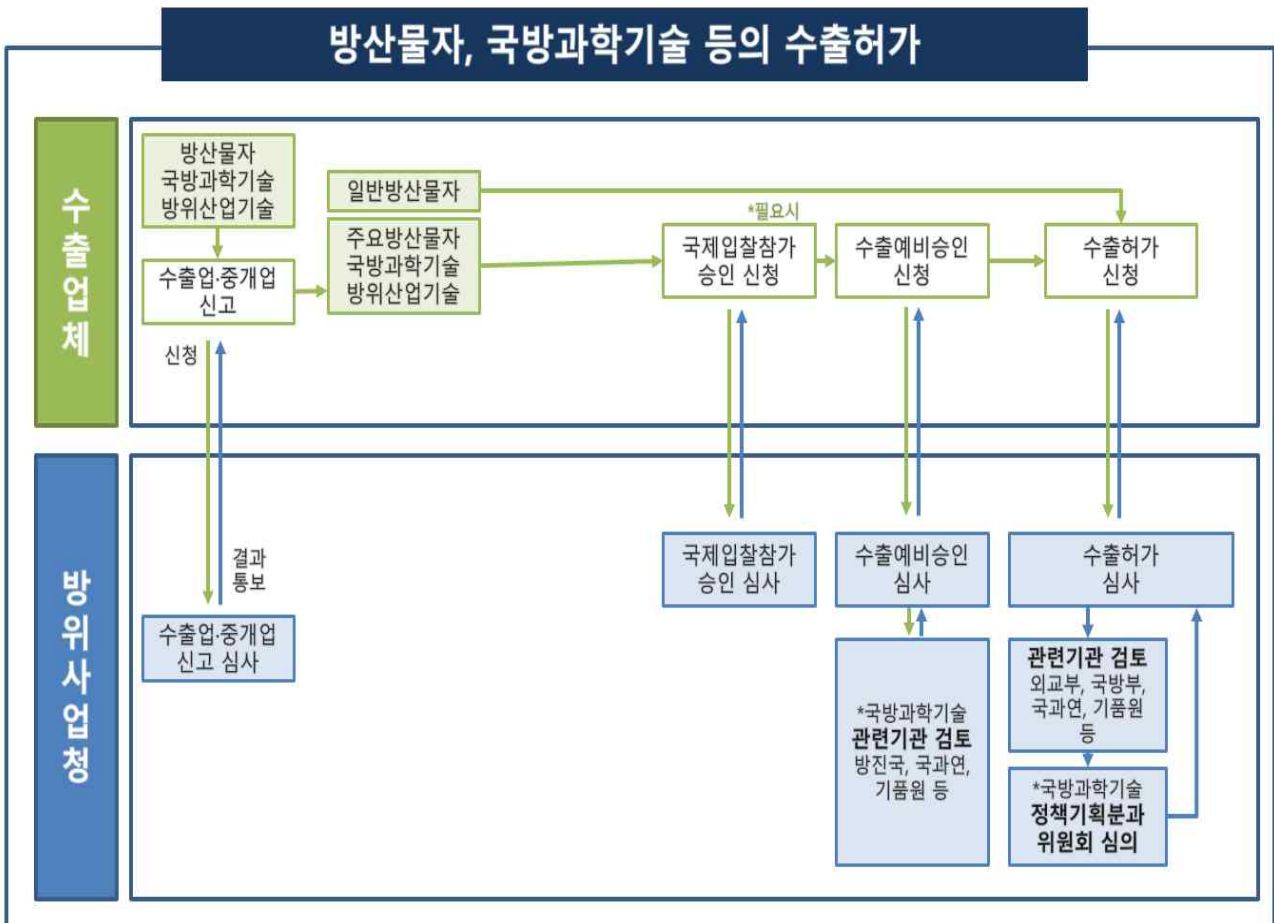 방산물자, 국방과학기술 등의 수출허가
수출업체
방산물자
국방과학기술
방위산업기술
수출업·중개업
신고
일반방산물자
주요방산물자
국방과학기술
방위산업기술
*필요시
국제입찰참가
승인 신청
수출예비승인
신청
수출허가
신청
신청
방위사업청
결과
통보
수출업·중개업
신고 심사
국제입찰참가
승인 심사
수출예비승인
심사
수출허가
심사
*국방과학기술
관련기관 검토
방진국, 국과연,
기품원 등
관련기관 검토
외교부, 국방부,
국과연, 기품원
등
*국방과학기술
정책기획분과
위원회 심의